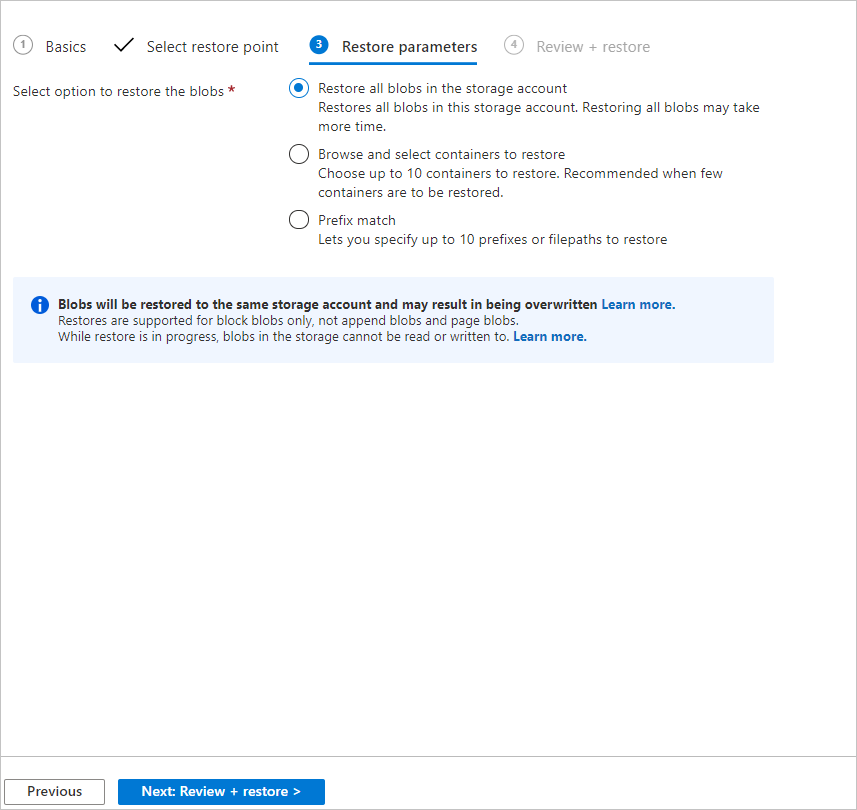 1 Basics Select restore point 3 Restore parameters 4 Review + restore
Select option to restore the blobs *
Restore all blobs in the storage account
Restores all blobs in this storage account. Restoring all blobs may take
more time.
Browse and select containers to restore
Choose up to 10 containers to restore. Recommended when few
containers are to be restored.
Prefix match
Lets you specify up to 10 prefixes or filepaths to restore
Blobs will be restored to the same storage account and may result in being overwritten Learn more.
Restores are supported for block blobs only, not append blobs and page blobs.
While restore is in progress, blobs in the storage cannot be read or written to. Learn more.
Previous Next: Review + restore >